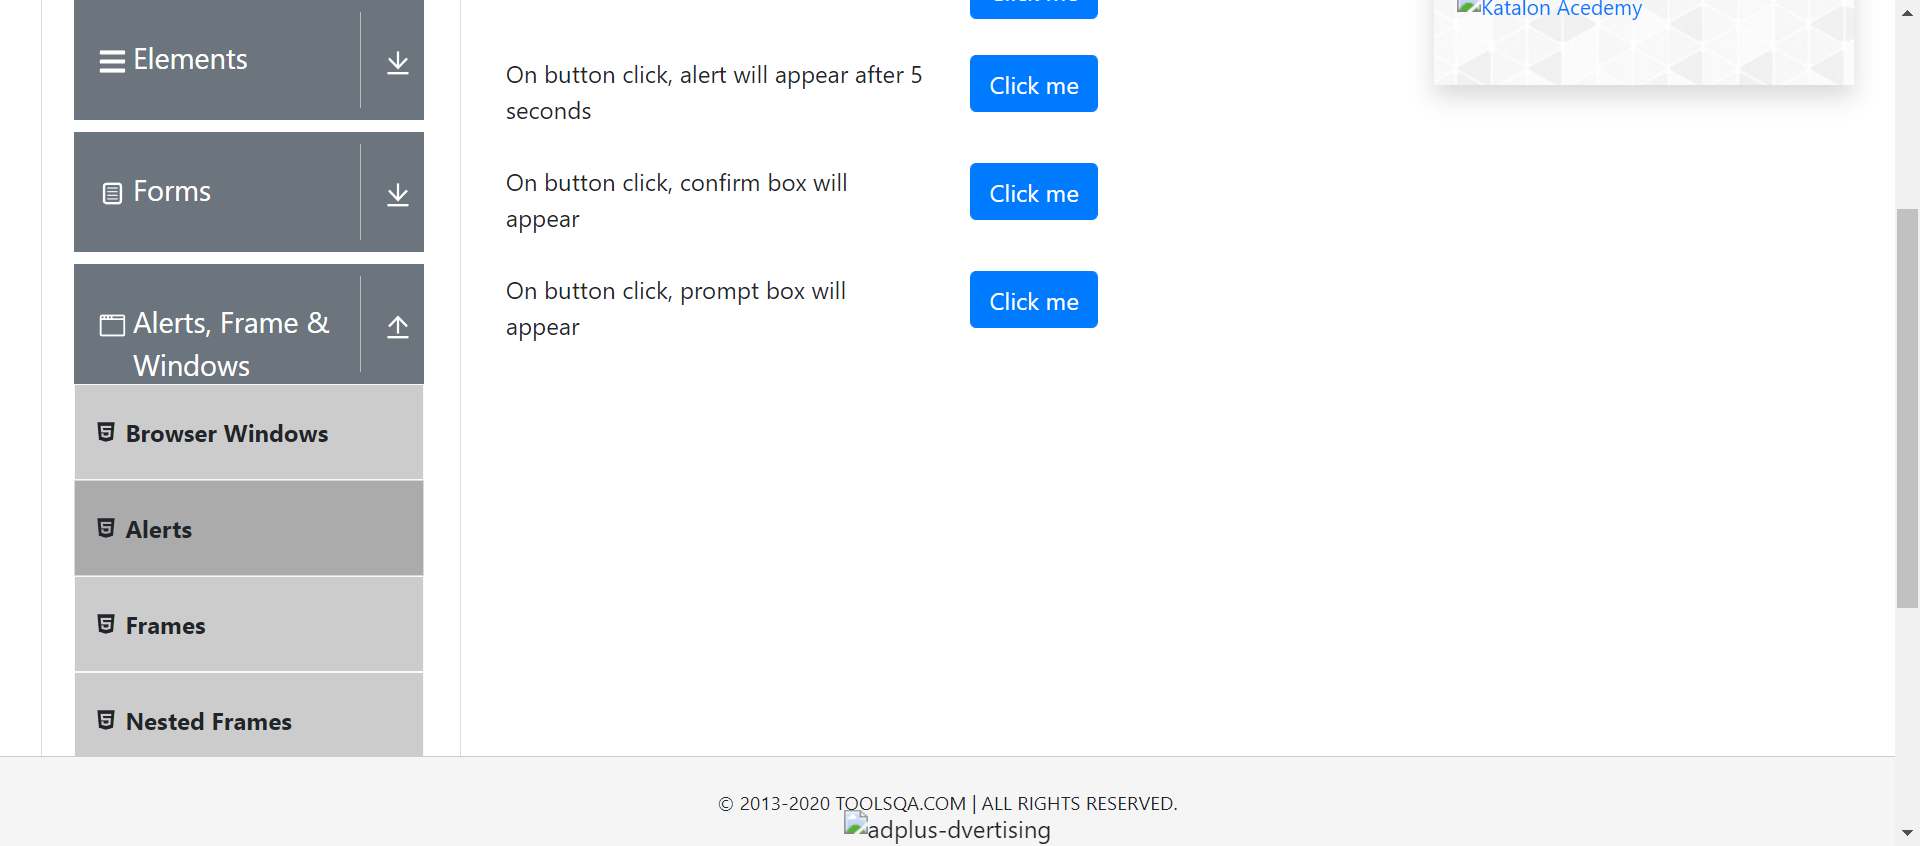 Elements
Forms
Alerts, Frame &
Windows
Browser Windows
Alerts
Frames
Nested Frames
On button click, alert will appear after 5
seconds
Click me
On button click, confirm box will
appear
Click me
On button click, prompt box will
appear
Click me
Katalon Acedemy
© 2013-2020 TOOLSQA.COM | ALL RIGHTS RESERVED.
adplus-dvertising